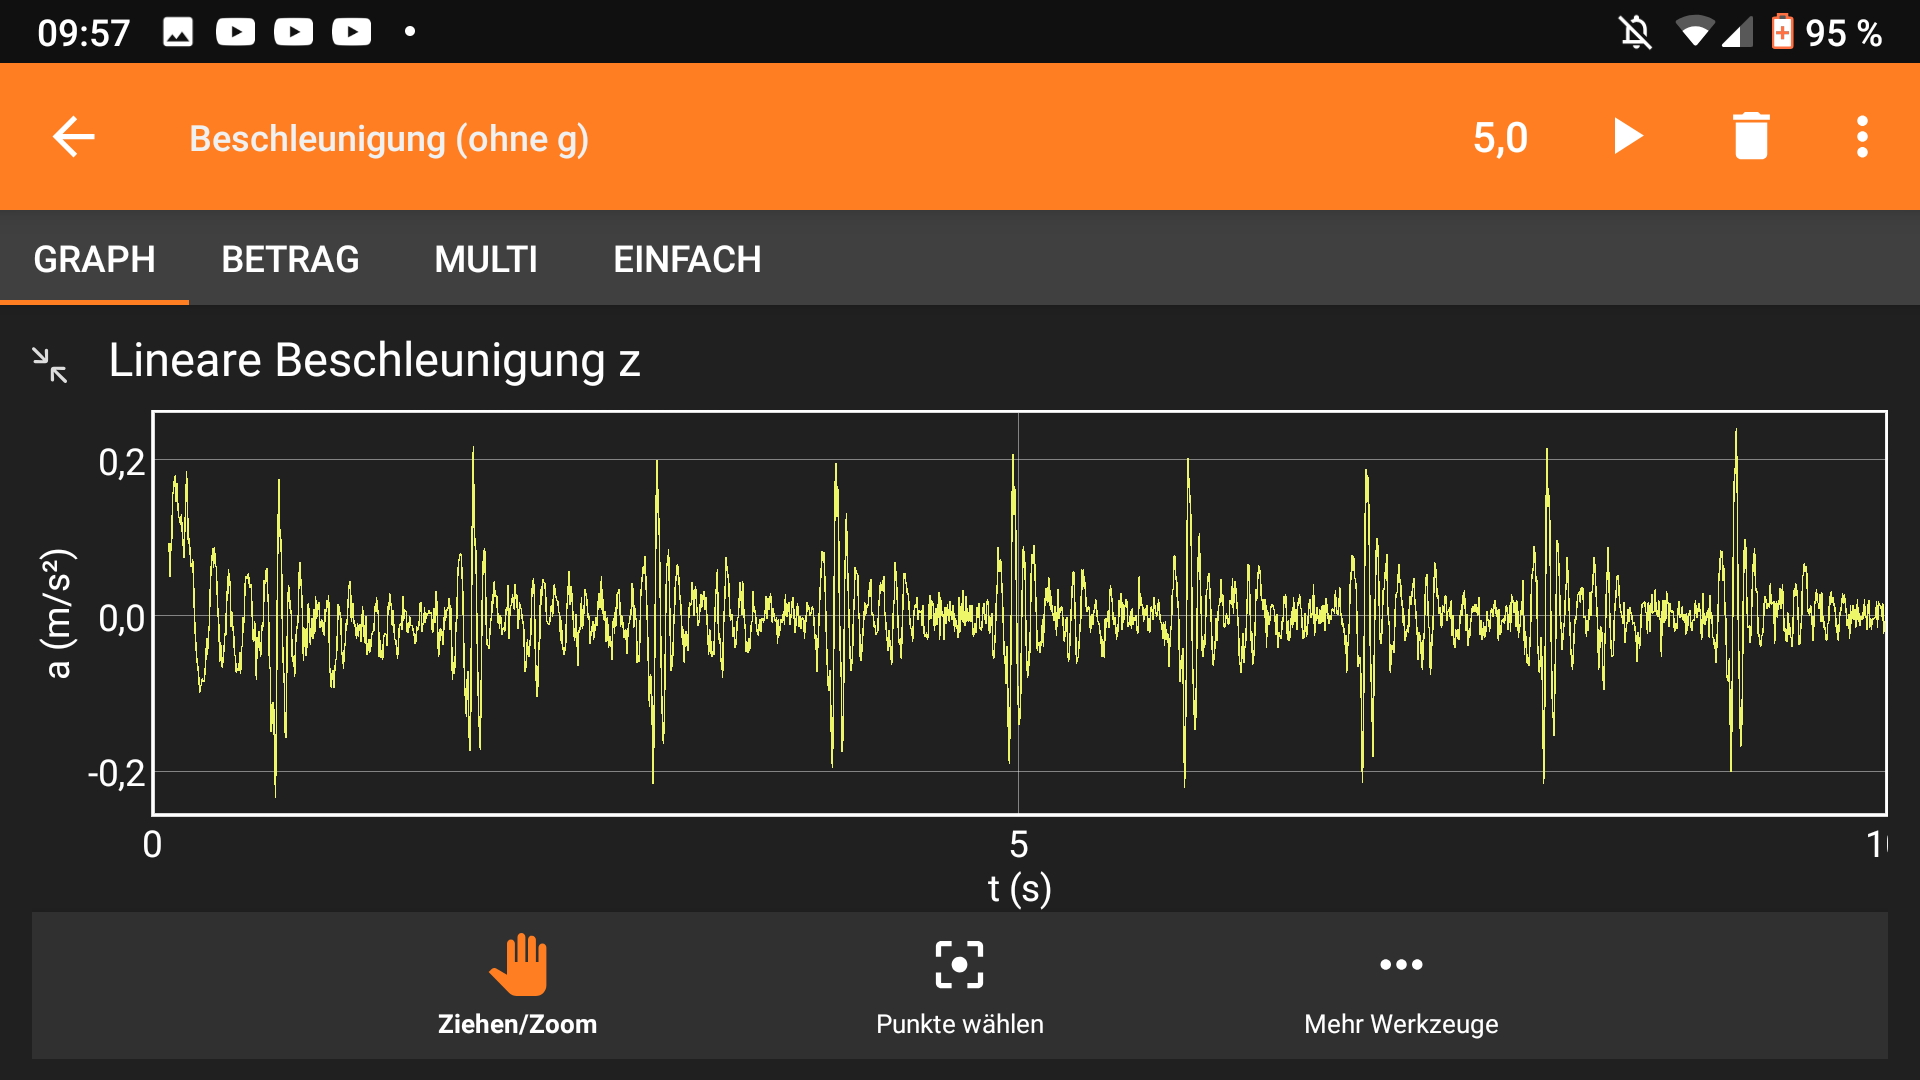 09:57
95 %
Beschleunigung (ohne g)
5,0
GRAPH BETRAG MULTI EINFACH
Lineare Beschleunigung z
a (m/s²)
0,2
0,0
-0,2
0 5
t (s)
Ziehen/Zoom Punkte wählen Mehr Werkzeuge